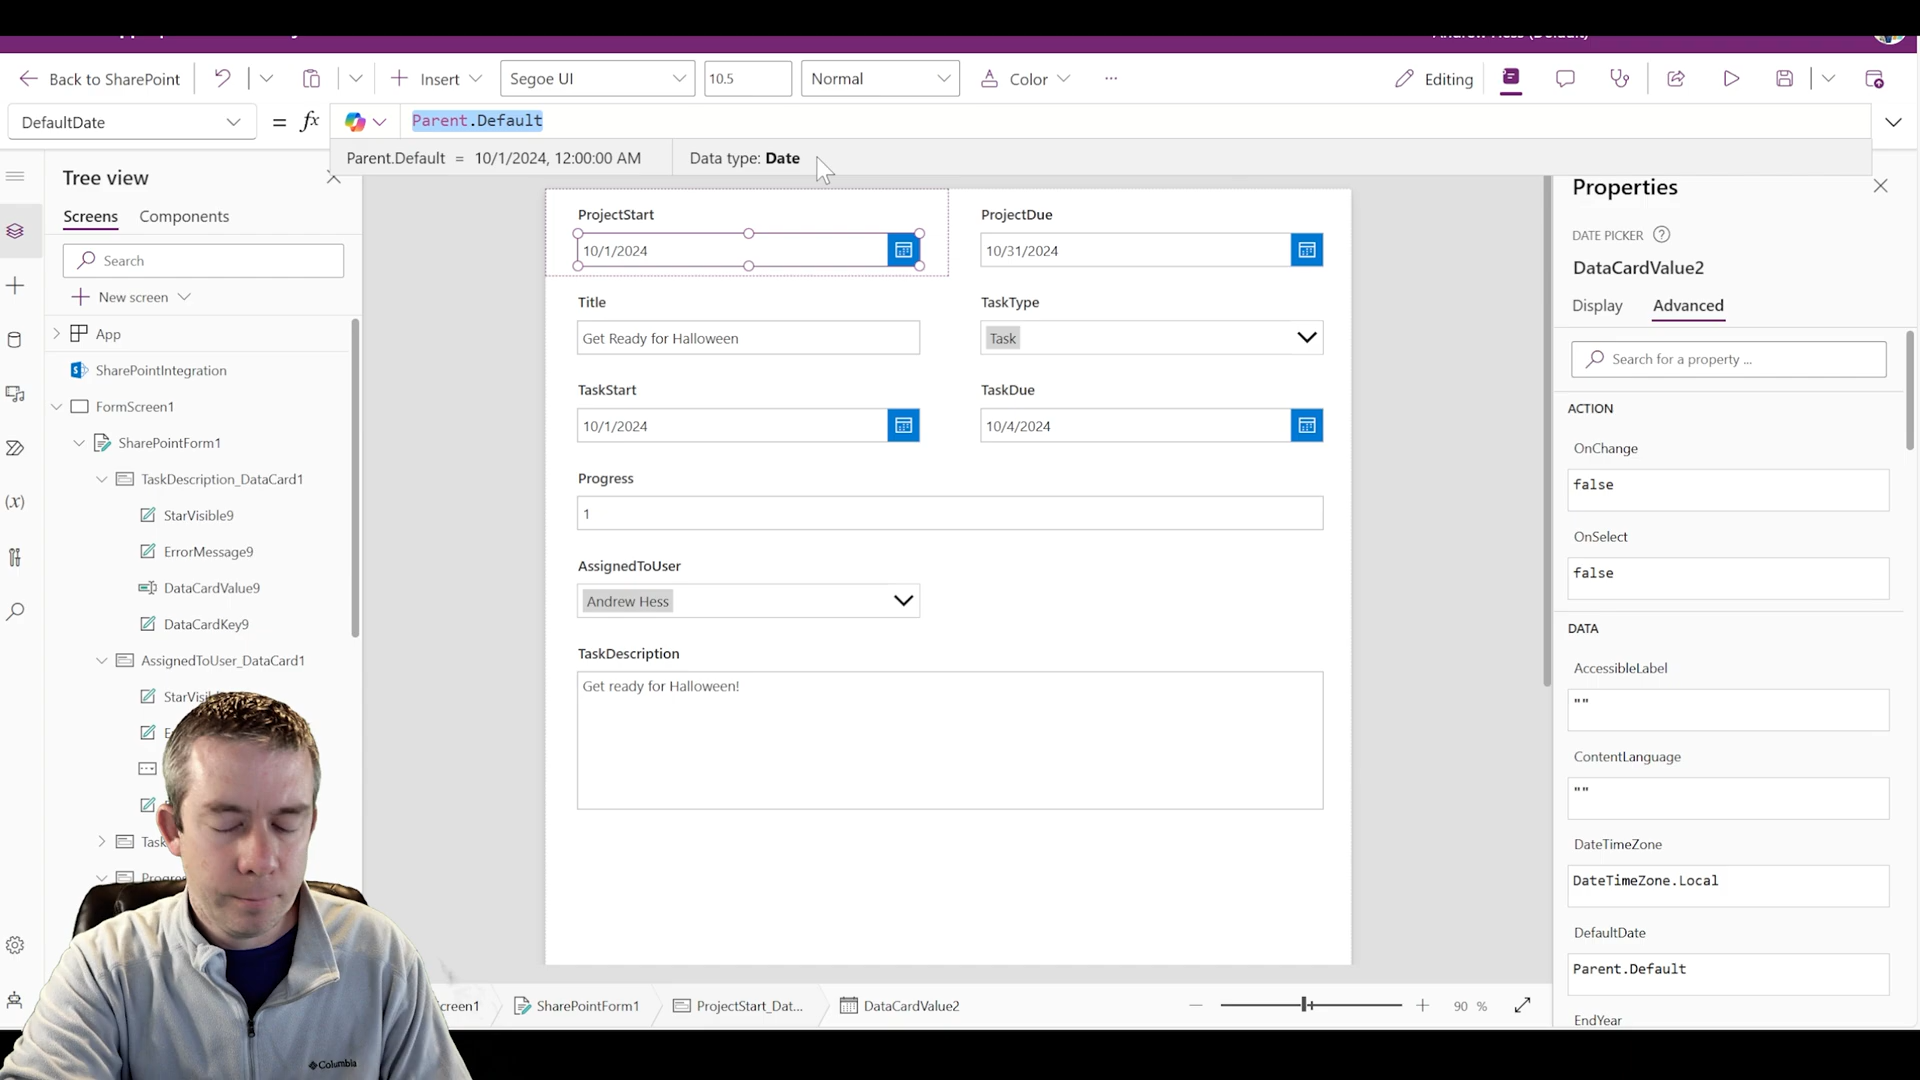 Back to SharePoint
Insert
Segoe UI
10.5
Normal
Color
...
Editing
DefaultDate
= fx
Parent.Default
Parent.Default = 10/1/2024, 12:00:00 AM
Data type: Date
Tree view
Screens
Components
Search
New screen
App
SharePointIntegration
FormScreen1
SharePointForm1
TaskDescription_DataCard1
StarVisible9
ErrorMessage9
DataCardValue9
DataCardKey9
AssignedToUser_DataCard1
ProjectStart
10/1/2024
ProjectDue
10/31/2024
Title
Get Ready for Halloween
TaskType
Task
TaskStart
10/1/2024
TaskDue
10/4/2024
Progress
1
AssignedToUser
Andrew Hess
TaskDescription
Get ready for Halloween!
Properties
DATE PICKER
DataCardValue2
Display
Advanced
Search for a property ...
ACTION
OnChange
false
OnSelect
false
DATA
AccessibleLabel
""
ContentLanguage
""
DateTimeZone
DateTimeZone.Local
DefaultDate
Parent.Default
EndYear
SharePointForm1
ProjectStart_Dat...
DataCardValue2
90 %
Columbia